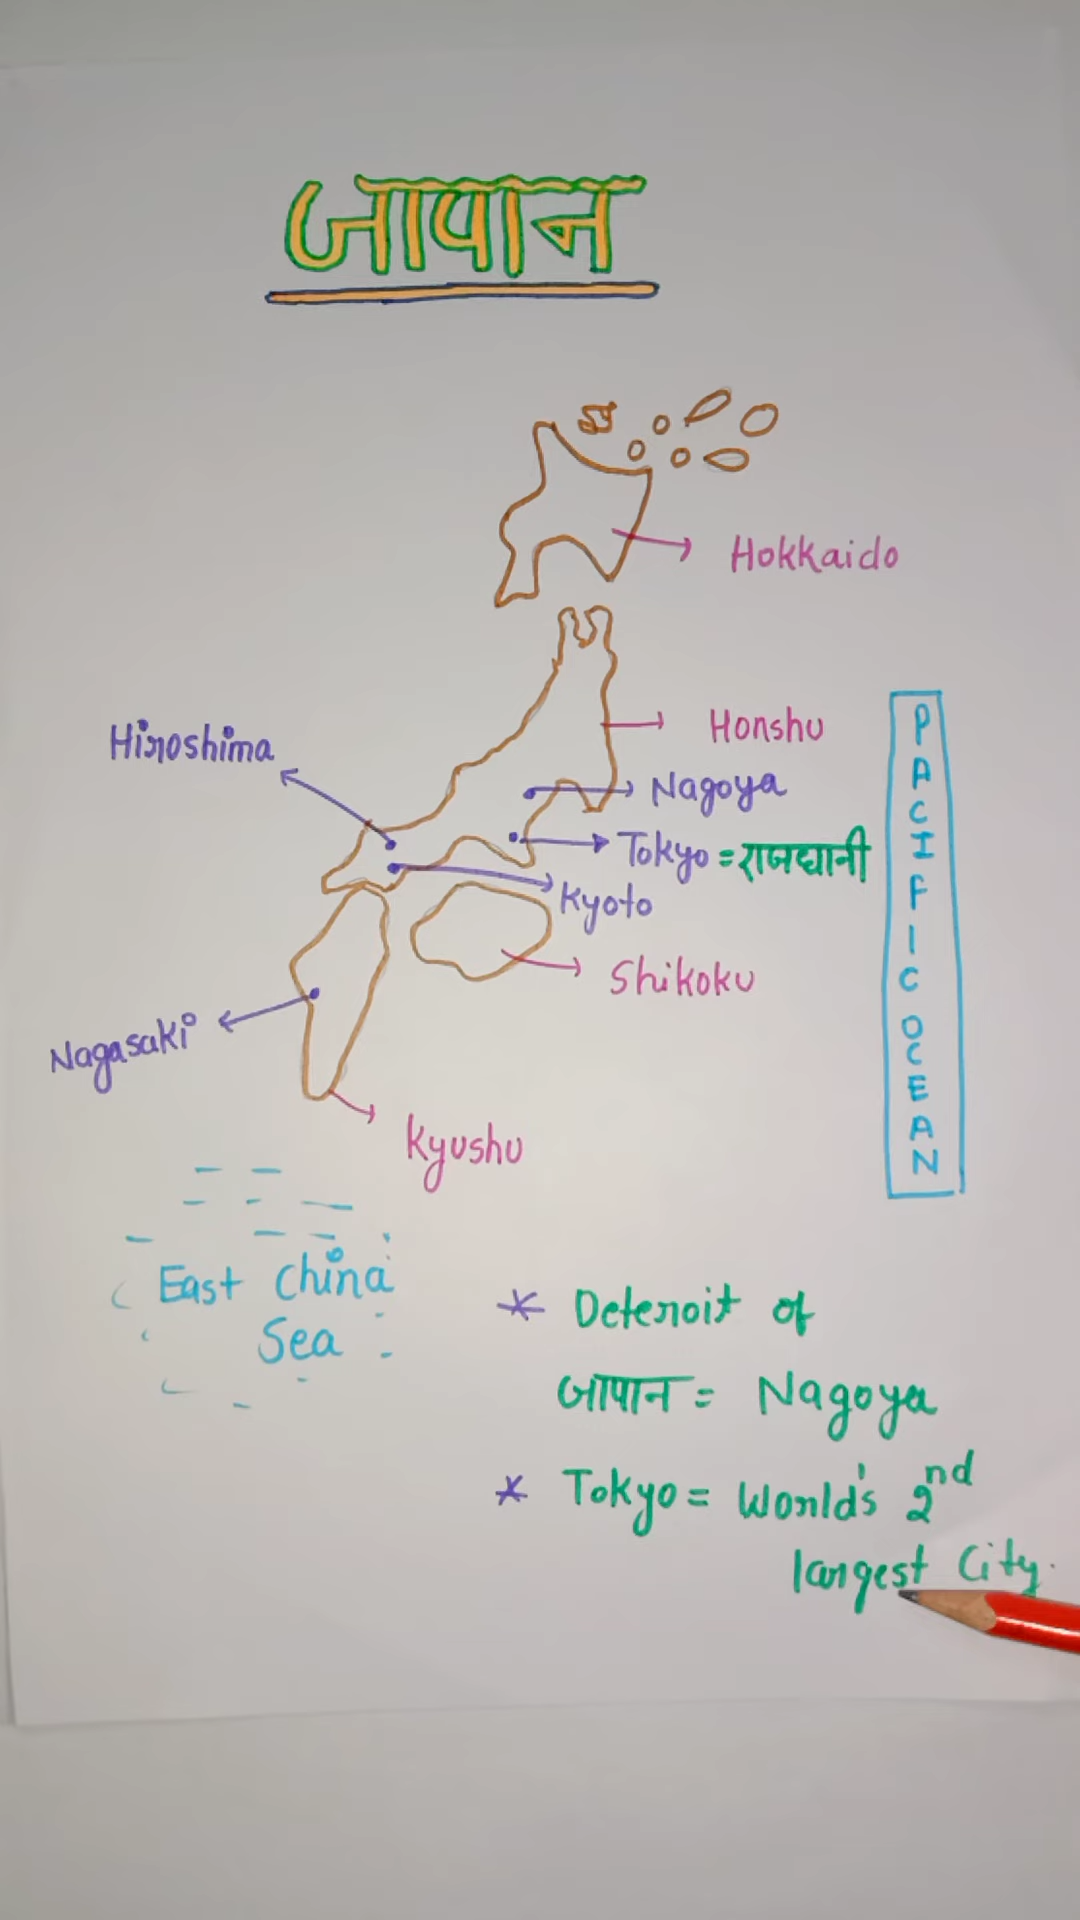 जापान
Hokkaido
Honshu
Hiroshima
Nagoya
Tokyo = राजधानी
Kyoto
Shikoku
Nagasaki
Kyushu
PACIFIC OCEAN
East China
Sea
* Deteroit of
जापान = Nagoya
* Tokyo = World's 2nd
largest City.